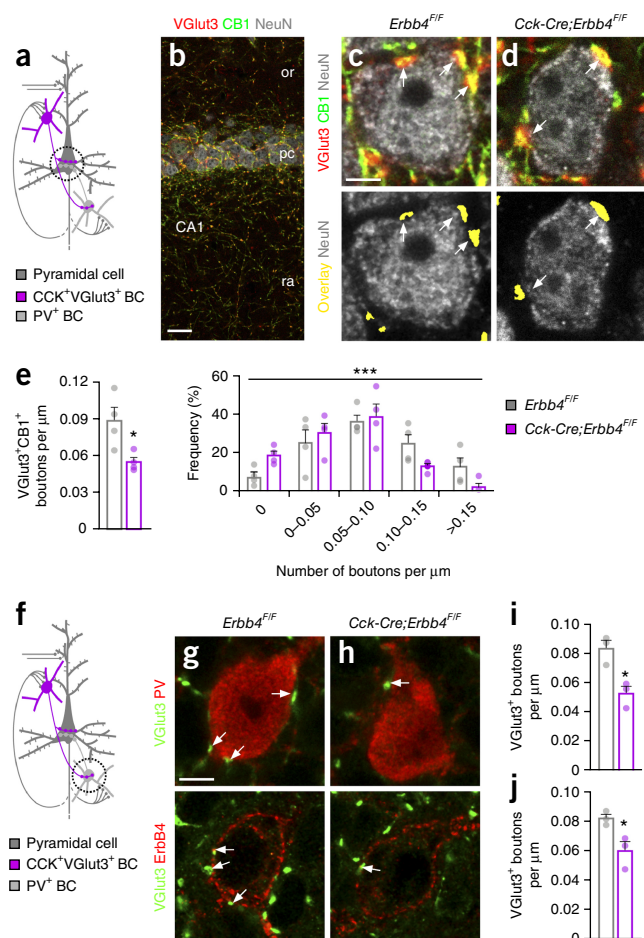 a
Pyramidal cell
CCK+VGlut3+ BC
PV+ BC
b
VGlut3 CB1 NeuN
or
pc
CA1
ra
c
d
Erbb4F/F
Cck-Cre;Erbb4F/F
VGlut3 CB1 NeuN
Overlay NeuN
e
VGlut3+CB1+
boutons per μm
0.12
0.09
0.06
0.03
0
*
Frequency (%)
60
40
20
0
***
0
0–0.05
0.05–0.10
0.10–0.15
>0.15
Number of boutons per μm
Erbb4F/F
Cck-Cre;Erbb4F/F
f
Pyramidal cell
CCK+VGlut3+ BC
PV+ BC
Erbb4F/F
Cck-Cre;Erbb4F/F
g
h
VGlut3 PV
VGlut3 ErbB4
i
VGlut3+ boutons
per μm
0.10
0.08
0.06
0.04
0.02
0
*
j
VGlut3+ boutons
per μm
0.10
0.08
0.06
0.04
0.02
0
*